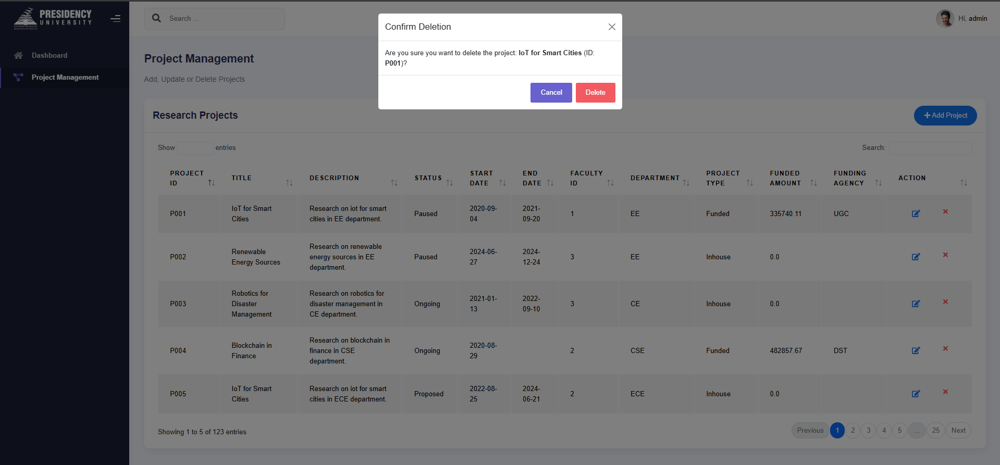 PRESIDENCY
UNIVERSITY
Search ...
Hi, admin
Dashboard
Project Management
Confirm Deletion
Are you sure you want to delete the project: IoT for Smart Cities (ID:
P001)?
Cancel
Delete
Project Management
Add, Update or Delete Projects
Research Projects
Add Project
Show entries
Search:
PROJECT ID TITLE DESCRIPTION STATUS START DATE END DATE FACULTY ID DEPARTMENT PROJECT TYPE FUNDED AMOUNT FUNDING AGENCY ACTION
P001 IoT for Smart Cities Research on iot for smart cities in EE department. Paused 2020-09-04 2021-09-20 1 EE Funded 335740.11 UGC
P002 Renewable Energy Sources Research on renewable energy sources in EE department. Paused 2024-06-27 2024-12-24 3 EE Inhouse 0.0
P003 Robotics for Disaster Management Research on robotics for disaster management in CE department. Ongoing 2021-01-13 2022-09-10 3 CE Inhouse 0.0
P004 Blockchain in Finance Research on blockchain in finance in CSE department. Ongoing 2020-08-29 2 CSE Funded 482857.67 DST
P005 IoT for Smart Cities Research on iot for smart cities in ECE department. Proposed 2022-08-25 2024-06-21 2 ECE Inhouse 0.0
Showing 1 to 5 of 123 entries
Previous 1 2 3 4 5 ... 25 Next